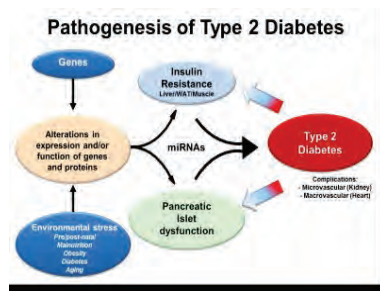 Pathogenesis of Type 2 Diabetes
Genes
Insulin
Resistance
Liver/WAT/Muscle
Alterations in
expression and/or
function of genes
and proteins
miRNAs
Type 2
Diabetes
Complications:
- Microvascular (Kidney)
- Macrovascular (Heart)
Pancreatic
Islet
dysfunction
Environmental stress
Pre/post-natal
Malnutrition
Obesity
Diabetes
Aging